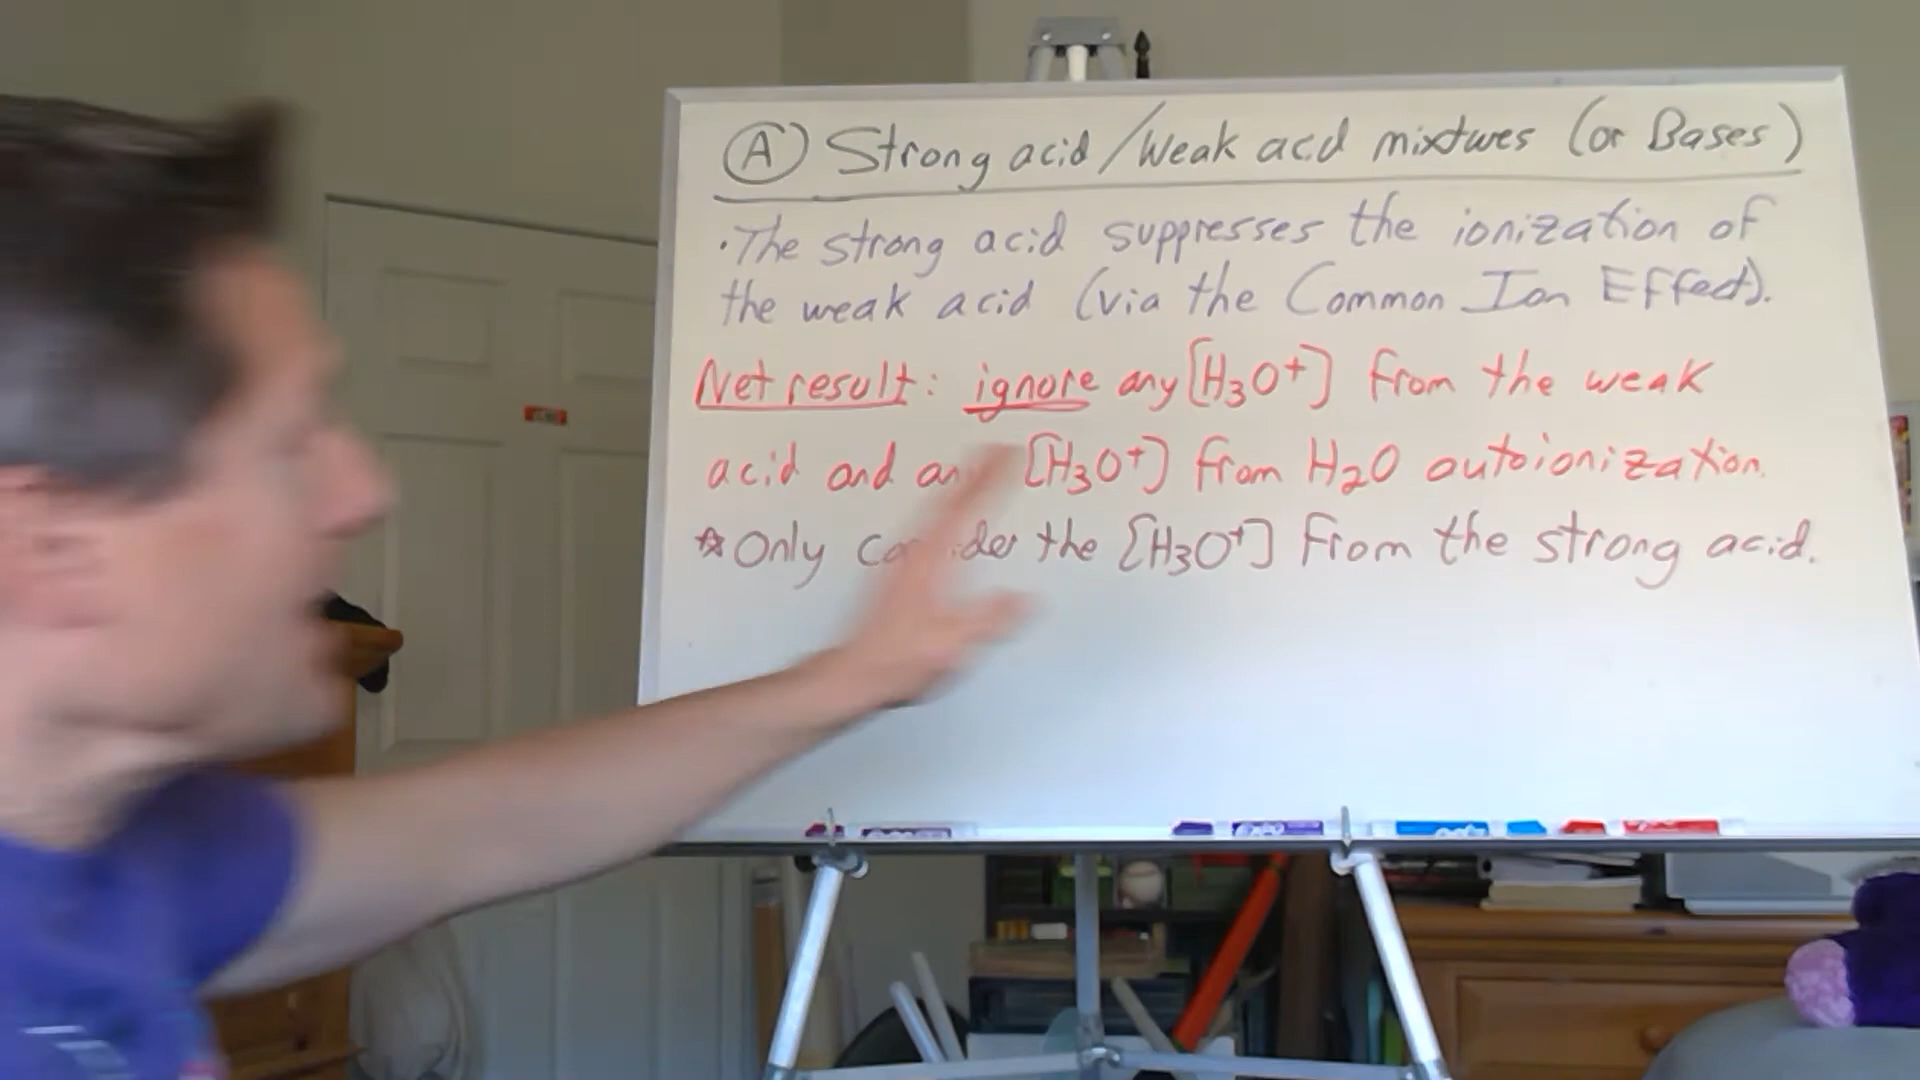 Ⓐ Strong acid/weak acid mixtures (or Bases)
• The strong acid suppresses the ionization of
the weak acid (via the Common Ion Effect).
Net result: ignore any [H3O+] from the weak
acid and an [H3O+] from H2O autoionization.
☆ Only the [H3O+] From the strong acid.